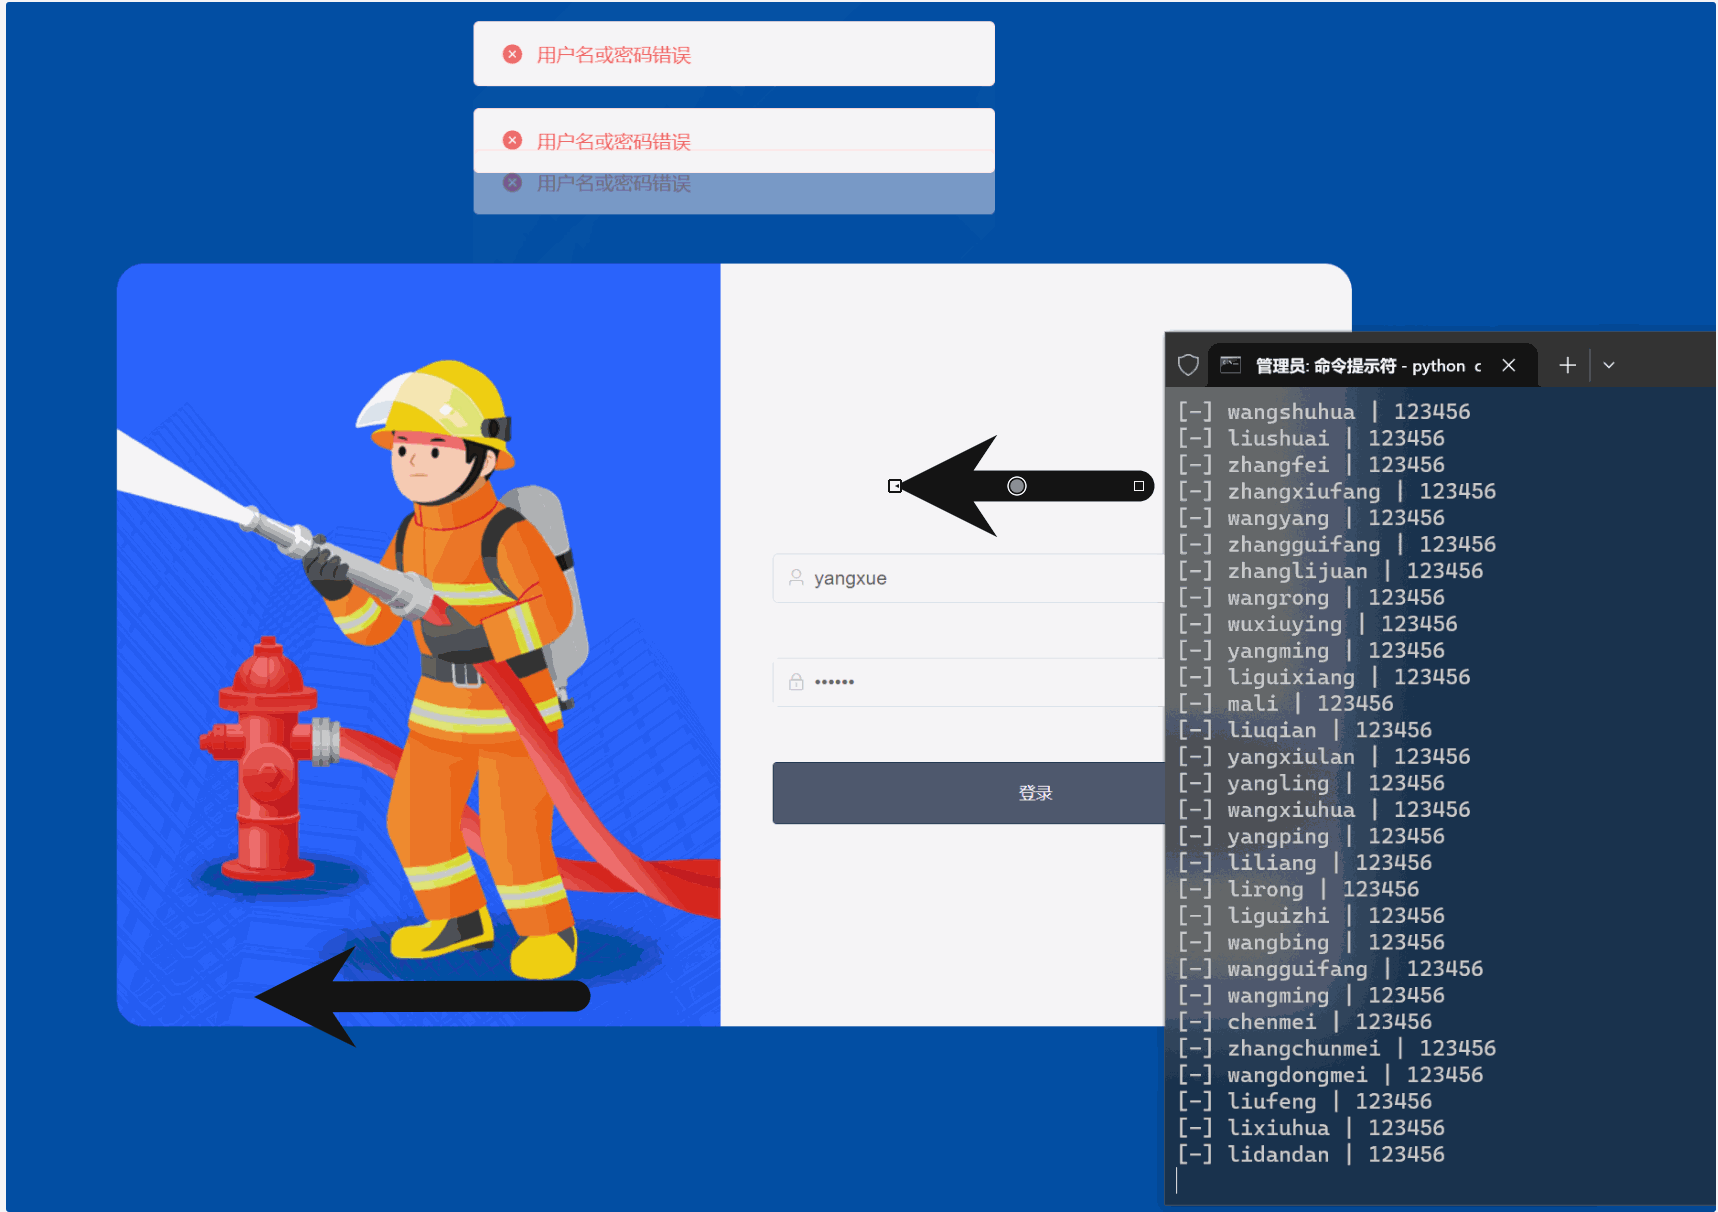 用户名或密码错误
用户名或密码错误
用户名或密码错误
yangxue
••••••
登录
管理员: 命令提示符 - python c
[-] wangshuhua | 123456
[-] liushuai | 123456
[-] zhangfei | 123456
[-] zhangxiufang | 123456
[-] wangyang | 123456
[-] zhangguifang | 123456
[-] zhanglijuan | 123456
[-] wangrong | 123456
[-] wuxiuying | 123456
[-] yangming | 123456
[-] liguixiang | 123456
[-] mali | 123456
[-] liuqian | 123456
[-] yangxiulan | 123456
[-] yangling | 123456
[-] wangxiuhua | 123456
[-] yangping | 123456
[-] liliang | 123456
[-] lirong | 123456
[-] liguizhi | 123456
[-] wangbing | 123456
[-] wangguifang | 123456
[-] wangming | 123456
[-] chenmei | 123456
[-] zhangchunmei | 123456
[-] wangdongmei | 123456
[-] liufeng | 123456
[-] lixiuhua | 123456
[-] lidandan | 123456